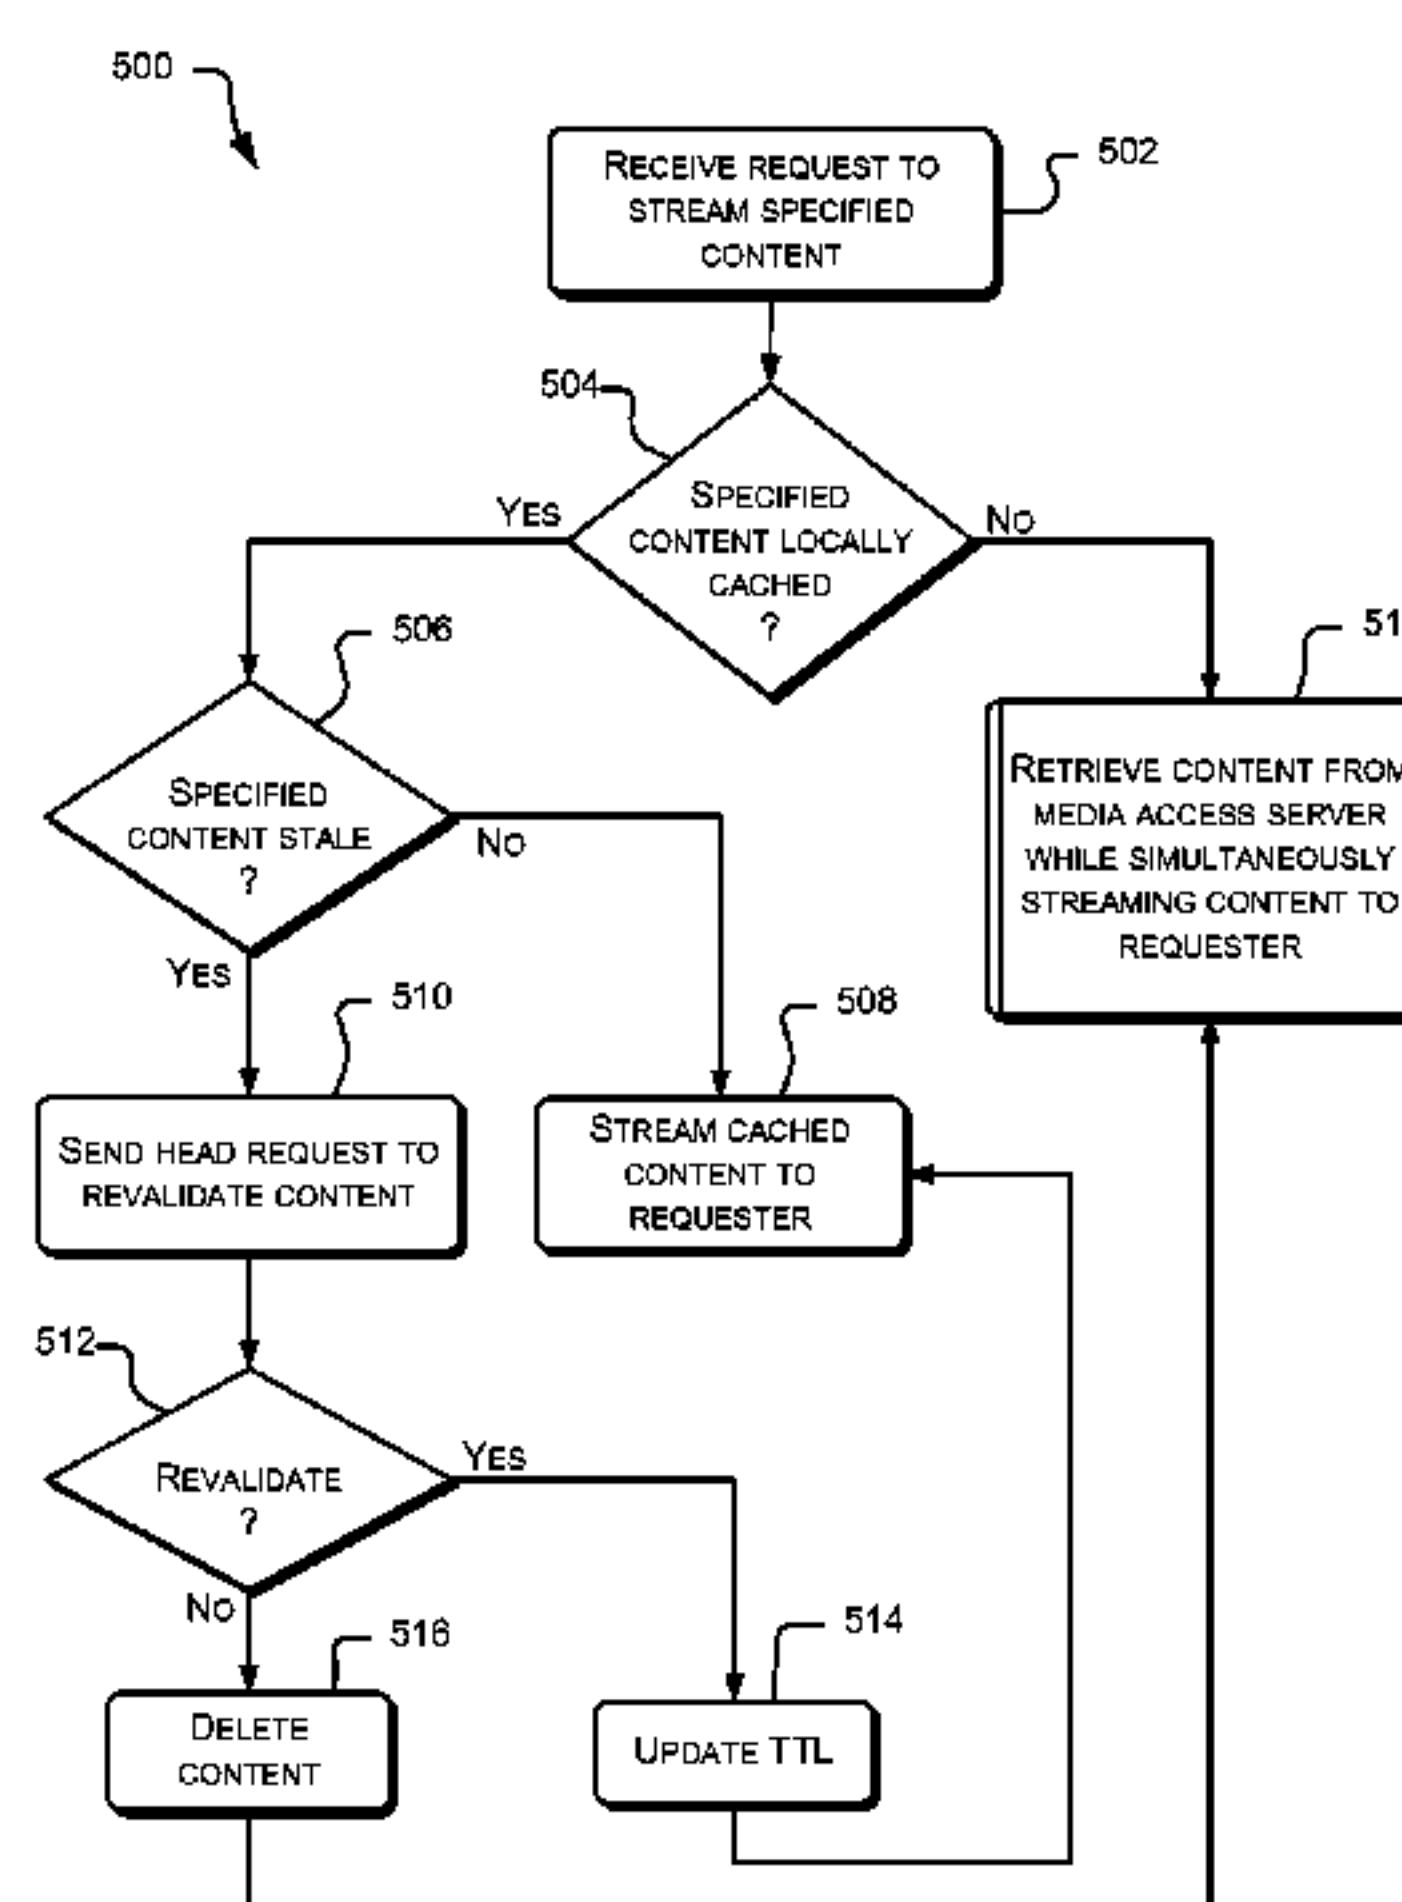 500
RECEIVE REQUEST TO
STREAM SPECIFIED
CONTENT
502
504
SPECIFIED
CONTENT LOCALLY
CACHED
?
YES
NO
506
SPECIFIED
CONTENT STALE
?
NO
YES
51
RETRIEVE CONTENT FROM
MEDIA ACCESS SERVER
WHILE SIMULTANEOUSLY
STREAMING CONTENT TO
REQUESTER
510
SEND HEAD REQUEST TO
REVALIDATE CONTENT
508
STREAM CACHED
CONTENT TO
REQUESTER
512
REVALIDATE
?
YES
NO
516
DELETE
CONTENT
514
UPDATE TTL